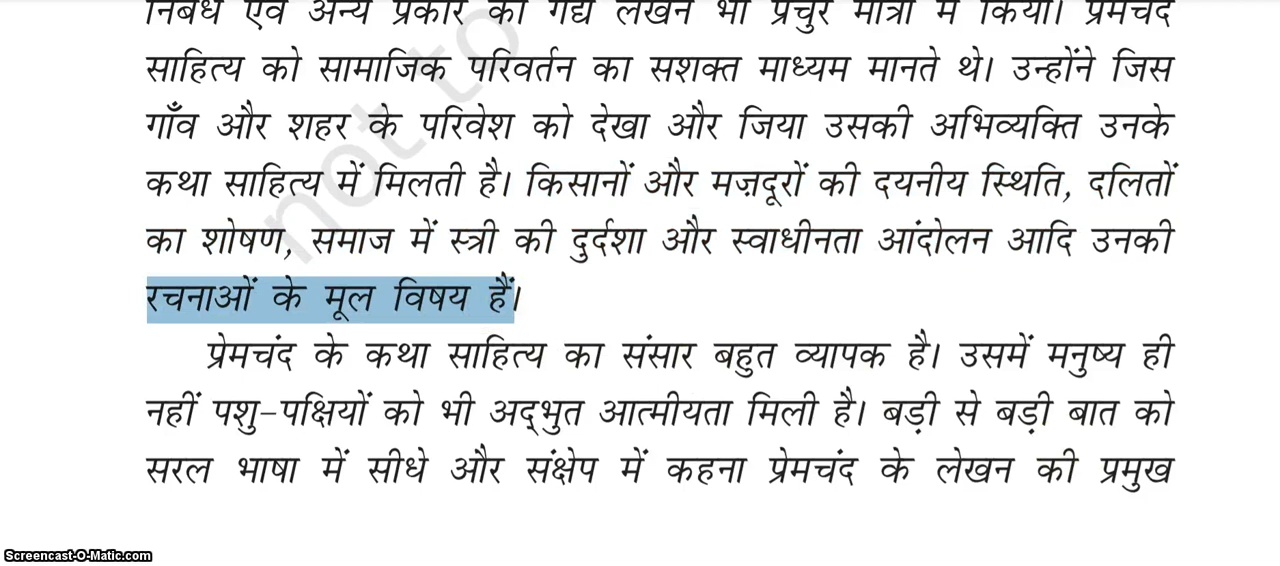 निबंध एवं अन्य प्रकार का गद्य लेखन भी प्रचुर मात्रा में किया। प्रेमचंद
साहित्य को सामाजिक परिवर्तन का सशक्त माध्यम मानते थे। उन्होंने जिस
गाँव और शहर के परिवेश को देखा और जिया उसकी अभिव्यक्ति उनके
कथा साहित्य में मिलती है। किसानों और मज़दूरों की दयनीय स्थिति, दलितों
का शोषण, समाज में स्त्री की दुर्दशा और स्वाधीनता आंदोलन आदि उनकी
रचनाओं के मूल विषय हैं।
प्रेमचंद के कथा साहित्य का संसार बहुत व्यापक है। उसमें मनुष्य ही
नहीं पशु-पक्षियों को भी अद्‌भुत आत्मीयता मिली है। बड़ी से बड़ी बात को
सरल भाषा में सीधे और संक्षेप में कहना प्रेमचंद के लेखन की प्रमुख
not to
Screencast-O-Matic.com